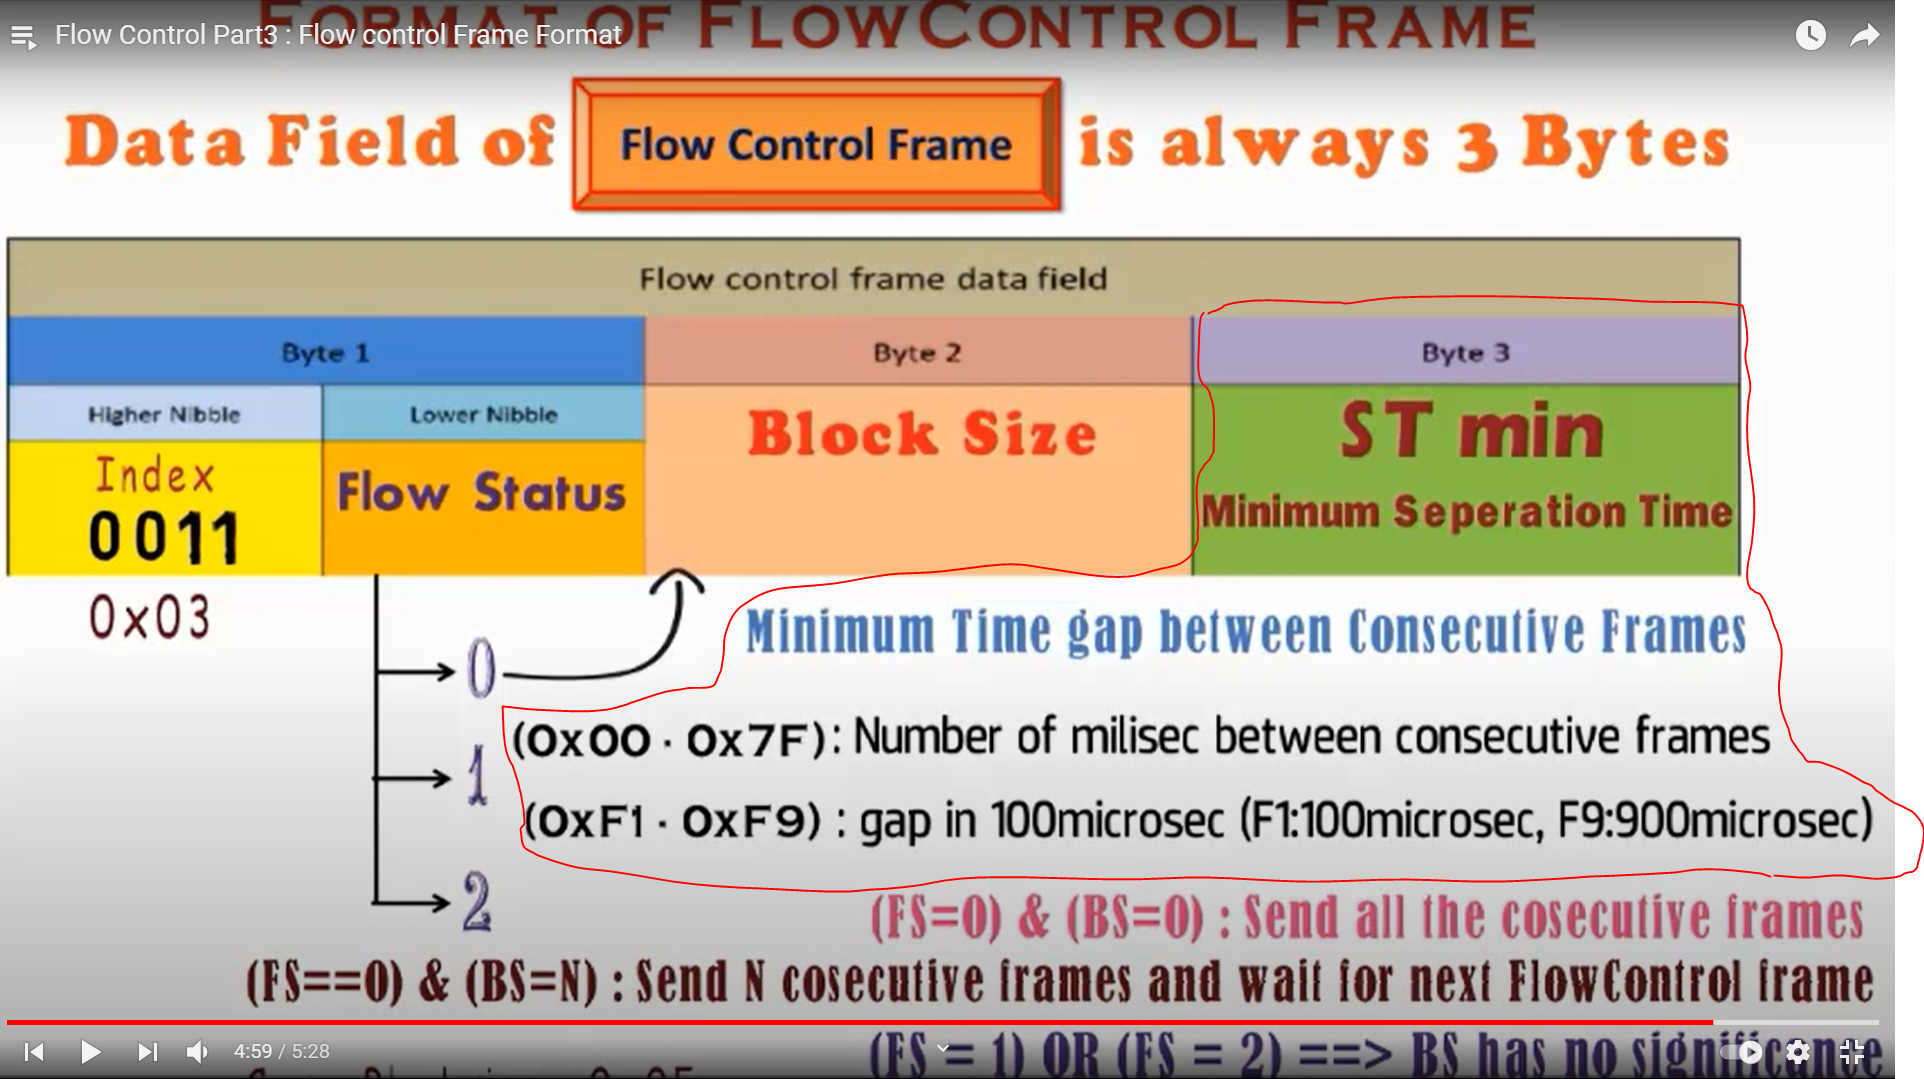 FORMAT OF FLOWCONTROL FRAME
Flow Control Part3 : Flow control Frame Format
Data Field of Flow Control Frame is always 3 Bytes
Flow control frame data field
Byte 1 Byte 2 Byte 3
Higher Nibble Lower Nibble
Index
0011
Flow Status
Block Size
ST min
Minimum Seperation Time
0x03
Minimum Time gap between Consecutive Frames
0
(0x00 - 0x7F): Number of milisec between consecutive frames
1
(0xF1 - 0xF9) : gap in 100microsec (F1:100microsec, F9:900microsec)
2
(FS=0) & (BS=0) : Send all the cosecutive frames
(FS==0) & (BS=N) : Send N cosecutive frames and wait for next FlowControl frame
4:59 / 5:28
(FS = 1) OR (FS = 2) ==> BS has no significance